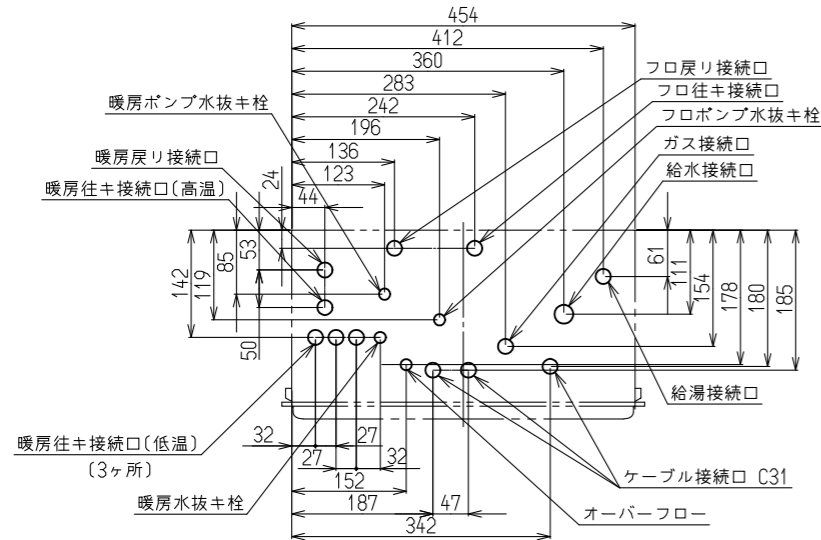 454
412
360
283
242
196
136
123
44
24
フロ戻リ接続口
フロ往キ接続口
フロポンプ水抜キ栓
ガス接続口
給水接続口
暖房ポンプ水抜キ栓
暖房戻リ接続口
暖房往キ接続口(高温)
142
119
85
53
50
61
111
154
178
180
185
給湯接続口
暖房往キ接続口(低温)
(3ヶ所)
32
27
27
32
152
暖房水抜キ栓
187
47
342
ケーブル接続口 C31
オーバーフロー